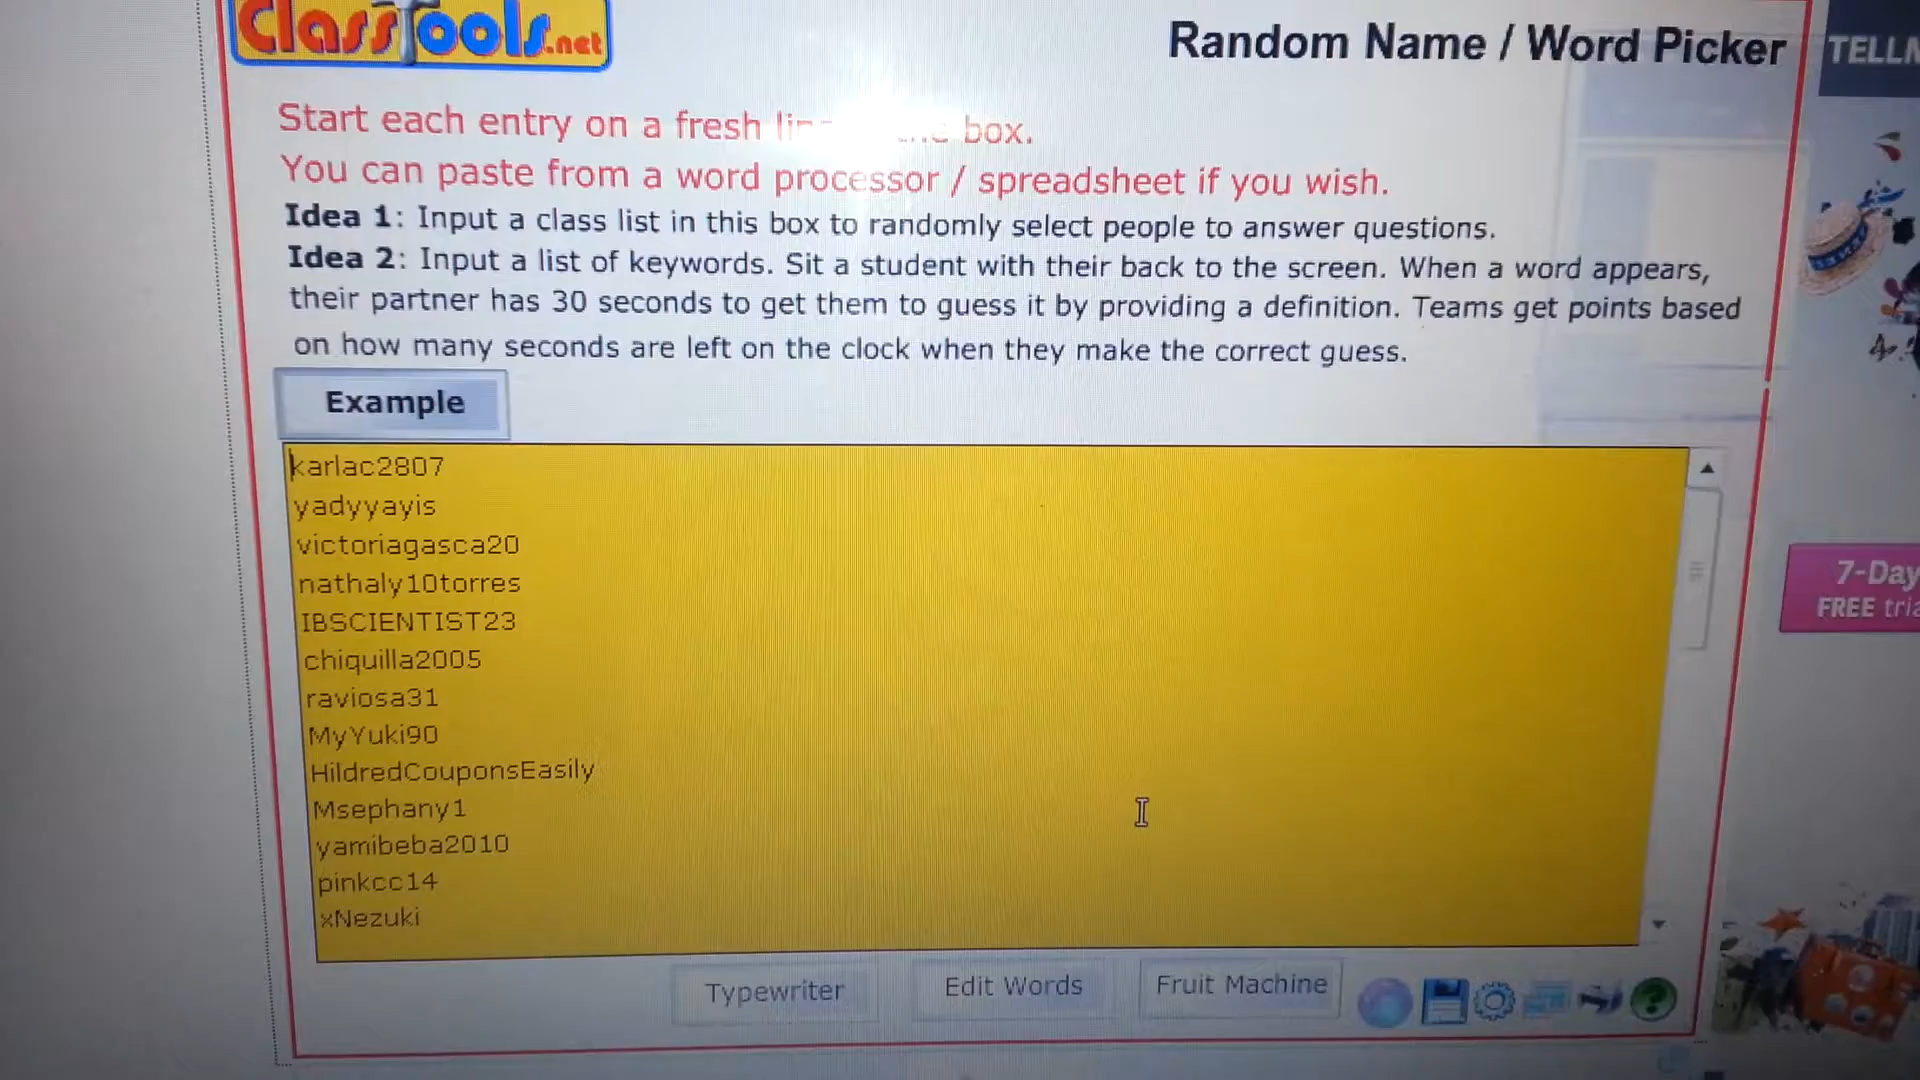 ClassTools.net
Random Name / Word Picker
TELL
Start each entry on a fresh box.
You can paste from a word processor / spreadsheet if you wish.
Idea 1: Input a class list in this box to randomly select people to answer questions.
Idea 2: Input a list of keywords. Sit a student with their back to the screen. When a word appears,
their partner has 30 seconds to get them to guess it by providing a definition. Teams get points based
on how many seconds are left on the clock when they make the correct guess.
Example
karlac2807
yadyyayis
victoriagasca20
nathaly10torres
IBSCIENTIST23
chiquilla2005
raviosa31
MyYuki90
HildredCouponsEasily
Msephany1
yamibeba2010
pinkcc14
xNezuki
7-Day
FREE tria
Typewriter
Edit Words
Fruit Machine
?